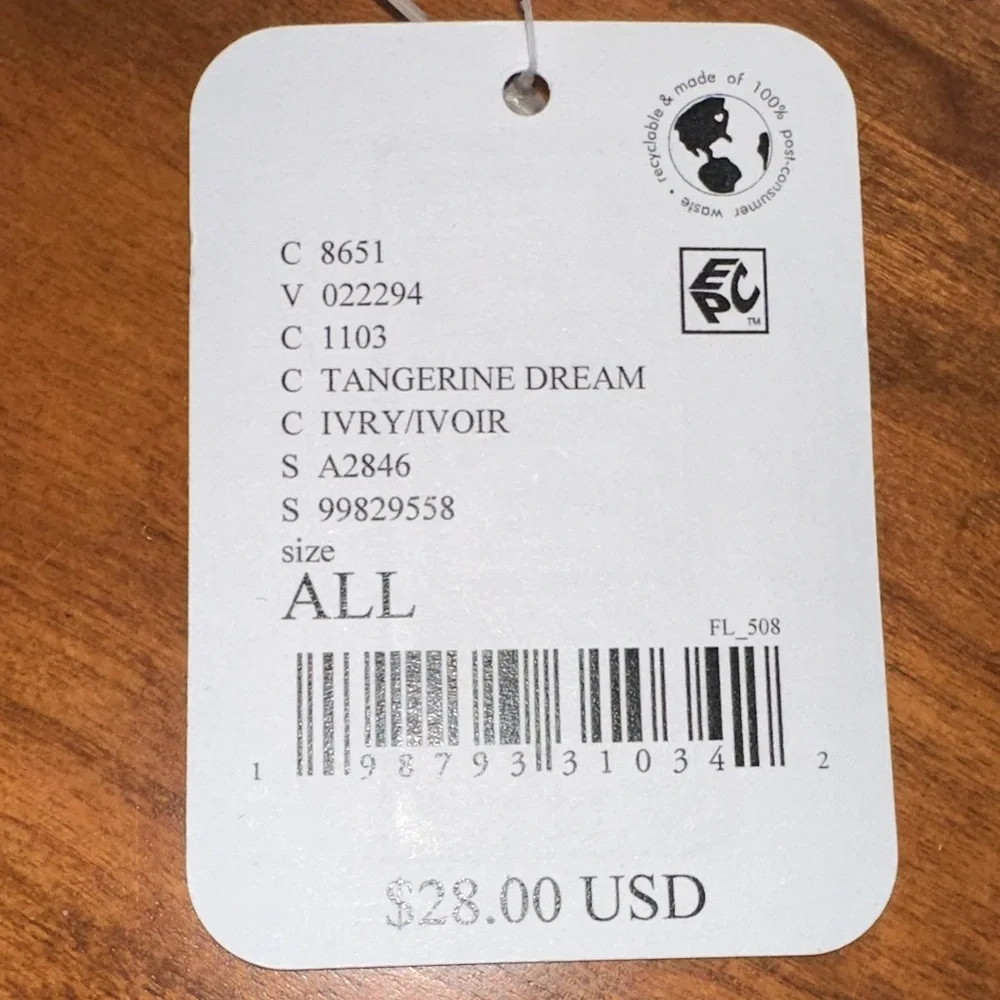 • recyclable & made of 100% post-consumer waste
C 8651
V 022294
C 1103
C TANGERINE DREAM
C IVRY/IVOIR
S A2846
S 99829558
size
ALL
EPC TM
FL_508
1 98793 31034 2
$28.00 USD